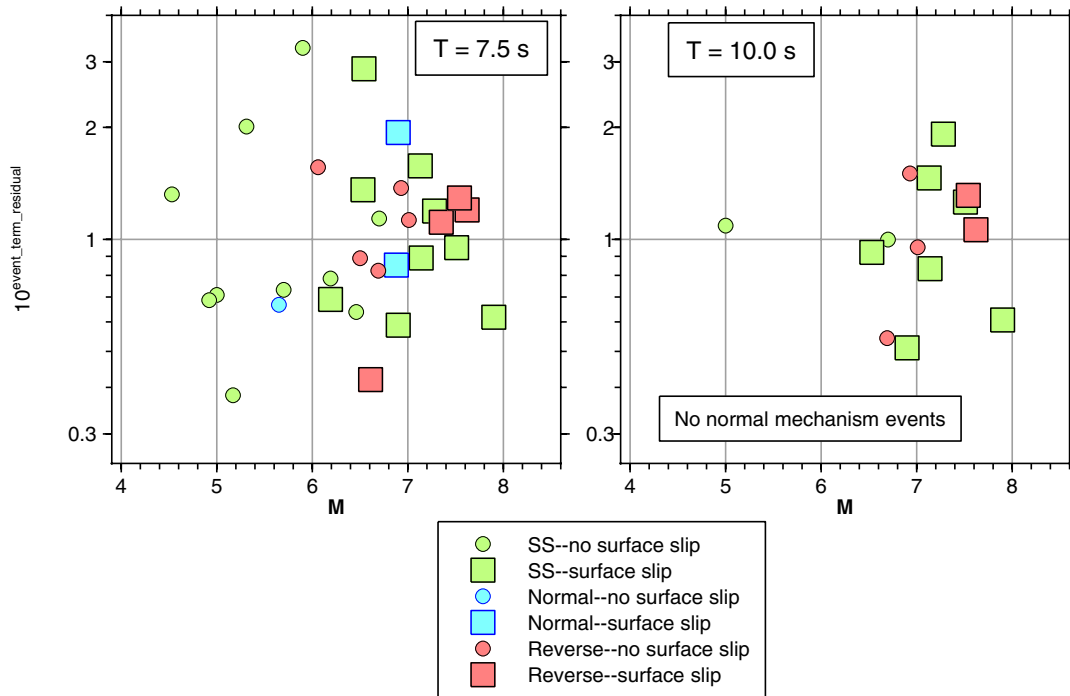 T = 7.5 s
T = 10.0 s
3
2
1
0.3
10^event_term_residual
4 5 6 7 8
M
3
2
1
0.3
No normal mechanism events
4 5 6 7 8
M
SS--no surface slip
SS--surface slip
Normal--no surface slip
Normal--surface slip
Reverse--no surface slip
Reverse--surface slip